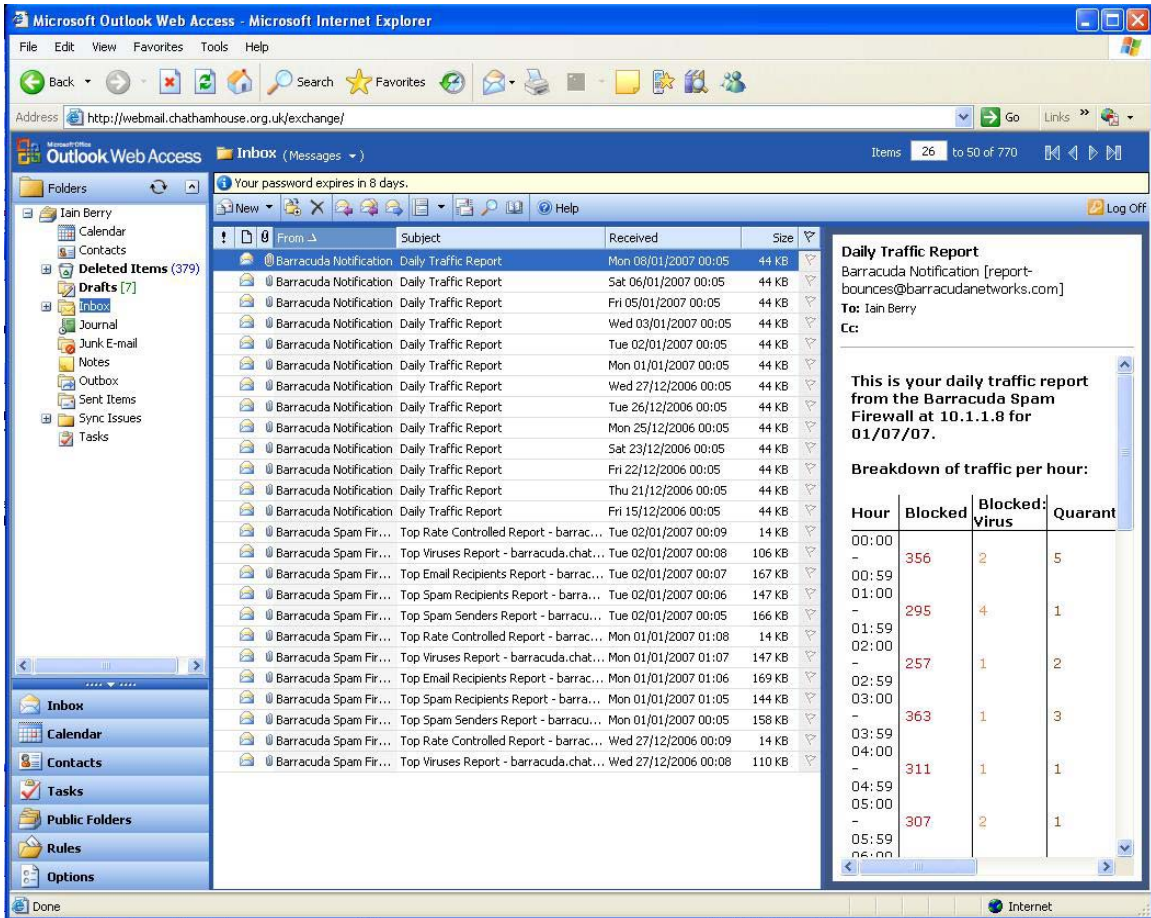 Microsoft Outlook Web Access - Microsoft Internet Explorer
File Edit View Favorites Tools Help
Back Search Favorites
Address http://webmail.chathamhouse.org.uk/exchange/ Go Links »
Microsoft Office
Outlook Web Access Inbox (Messages ) Items 26 to 50 of 770
Folders
Your password expires in 8 days.
New Help Log Off
Iain Berry
Calendar
Contacts
Deleted Items (379)
Drafts [7]
Inbox
Journal
Junk E-mail
Notes
Outbox
Sent Items
Sync Issues
Tasks
Inbox
Calendar
Contacts
Tasks
Public Folders
Rules
Options
! From Subject Received Size
Barracuda Notification Daily Traffic Report Mon 08/01/2007 00:05 44 KB
Barracuda Notification Daily Traffic Report Sat 06/01/2007 00:05 44 KB
Barracuda Notification Daily Traffic Report Fri 05/01/2007 00:05 44 KB
Barracuda Notification Daily Traffic Report Wed 03/01/2007 00:05 44 KB
Barracuda Notification Daily Traffic Report Tue 02/01/2007 00:05 44 KB
Barracuda Notification Daily Traffic Report Mon 01/01/2007 00:05 44 KB
Barracuda Notification Daily Traffic Report Wed 27/12/2006 00:05 44 KB
Barracuda Notification Daily Traffic Report Tue 26/12/2006 00:05 44 KB
Barracuda Notification Daily Traffic Report Mon 25/12/2006 00:05 44 KB
Barracuda Notification Daily Traffic Report Sat 23/12/2006 00:05 44 KB
Barracuda Notification Daily Traffic Report Fri 22/12/2006 00:05 44 KB
Barracuda Notification Daily Traffic Report Thu 21/12/2006 00:05 44 KB
Barracuda Notification Daily Traffic Report Fri 15/12/2006 00:05 44 KB
Barracuda Spam Fir... Top Rate Controlled Report - barrac... Tue 02/01/2007 00:09 14 KB
Barracuda Spam Fir... Top Viruses Report - barracuda.chat... Tue 02/01/2007 00:08 106 KB
Barracuda Spam Fir... Top Email Recipients Report - barrac... Tue 02/01/2007 00:07 167 KB
Barracuda Spam Fir... Top Spam Recipients Report - barra... Tue 02/01/2007 00:06 147 KB
Barracuda Spam Fir... Top Spam Senders Report - barracu... Tue 02/01/2007 00:05 166 KB
Barracuda Spam Fir... Top Rate Controlled Report - barrac... Mon 01/01/2007 01:08 14 KB
Barracuda Spam Fir... Top Viruses Report - barracuda.chat... Mon 01/01/2007 01:07 147 KB
Barracuda Spam Fir... Top Email Recipients Report - barrac... Mon 01/01/2007 01:06 169 KB
Barracuda Spam Fir... Top Spam Recipients Report - barra... Mon 01/01/2007 01:05 144 KB
Barracuda Spam Fir... Top Spam Senders Report - barracu... Mon 01/01/2007 00:05 158 KB
Barracuda Spam Fir... Top Rate Controlled Report - barrac... Wed 27/12/2006 00:09 14 KB
Barracuda Spam Fir... Top Viruses Report - barracuda.chat... Wed 27/12/2006 00:08 110 KB
Daily Traffic Report
Barracuda Notification [report-
bounces@barracudanetworks.com]
To: Iain Berry
Cc:
This is your daily traffic report
from the Barracuda Spam
Firewall at 10.1.1.8 for
01/07/07.
Breakdown of traffic per hour:
Hour Blocked Blocked: Virus Quarant
00:00 - 00:59 356 2 5
01:00 - 01:59 295 4 1
02:00 - 02:59 257 1 2
03:00 - 03:59 363 1 3
04:00 - 04:59 311 1 1
05:00 - 05:59 307 2 1
06:00
Done Internet